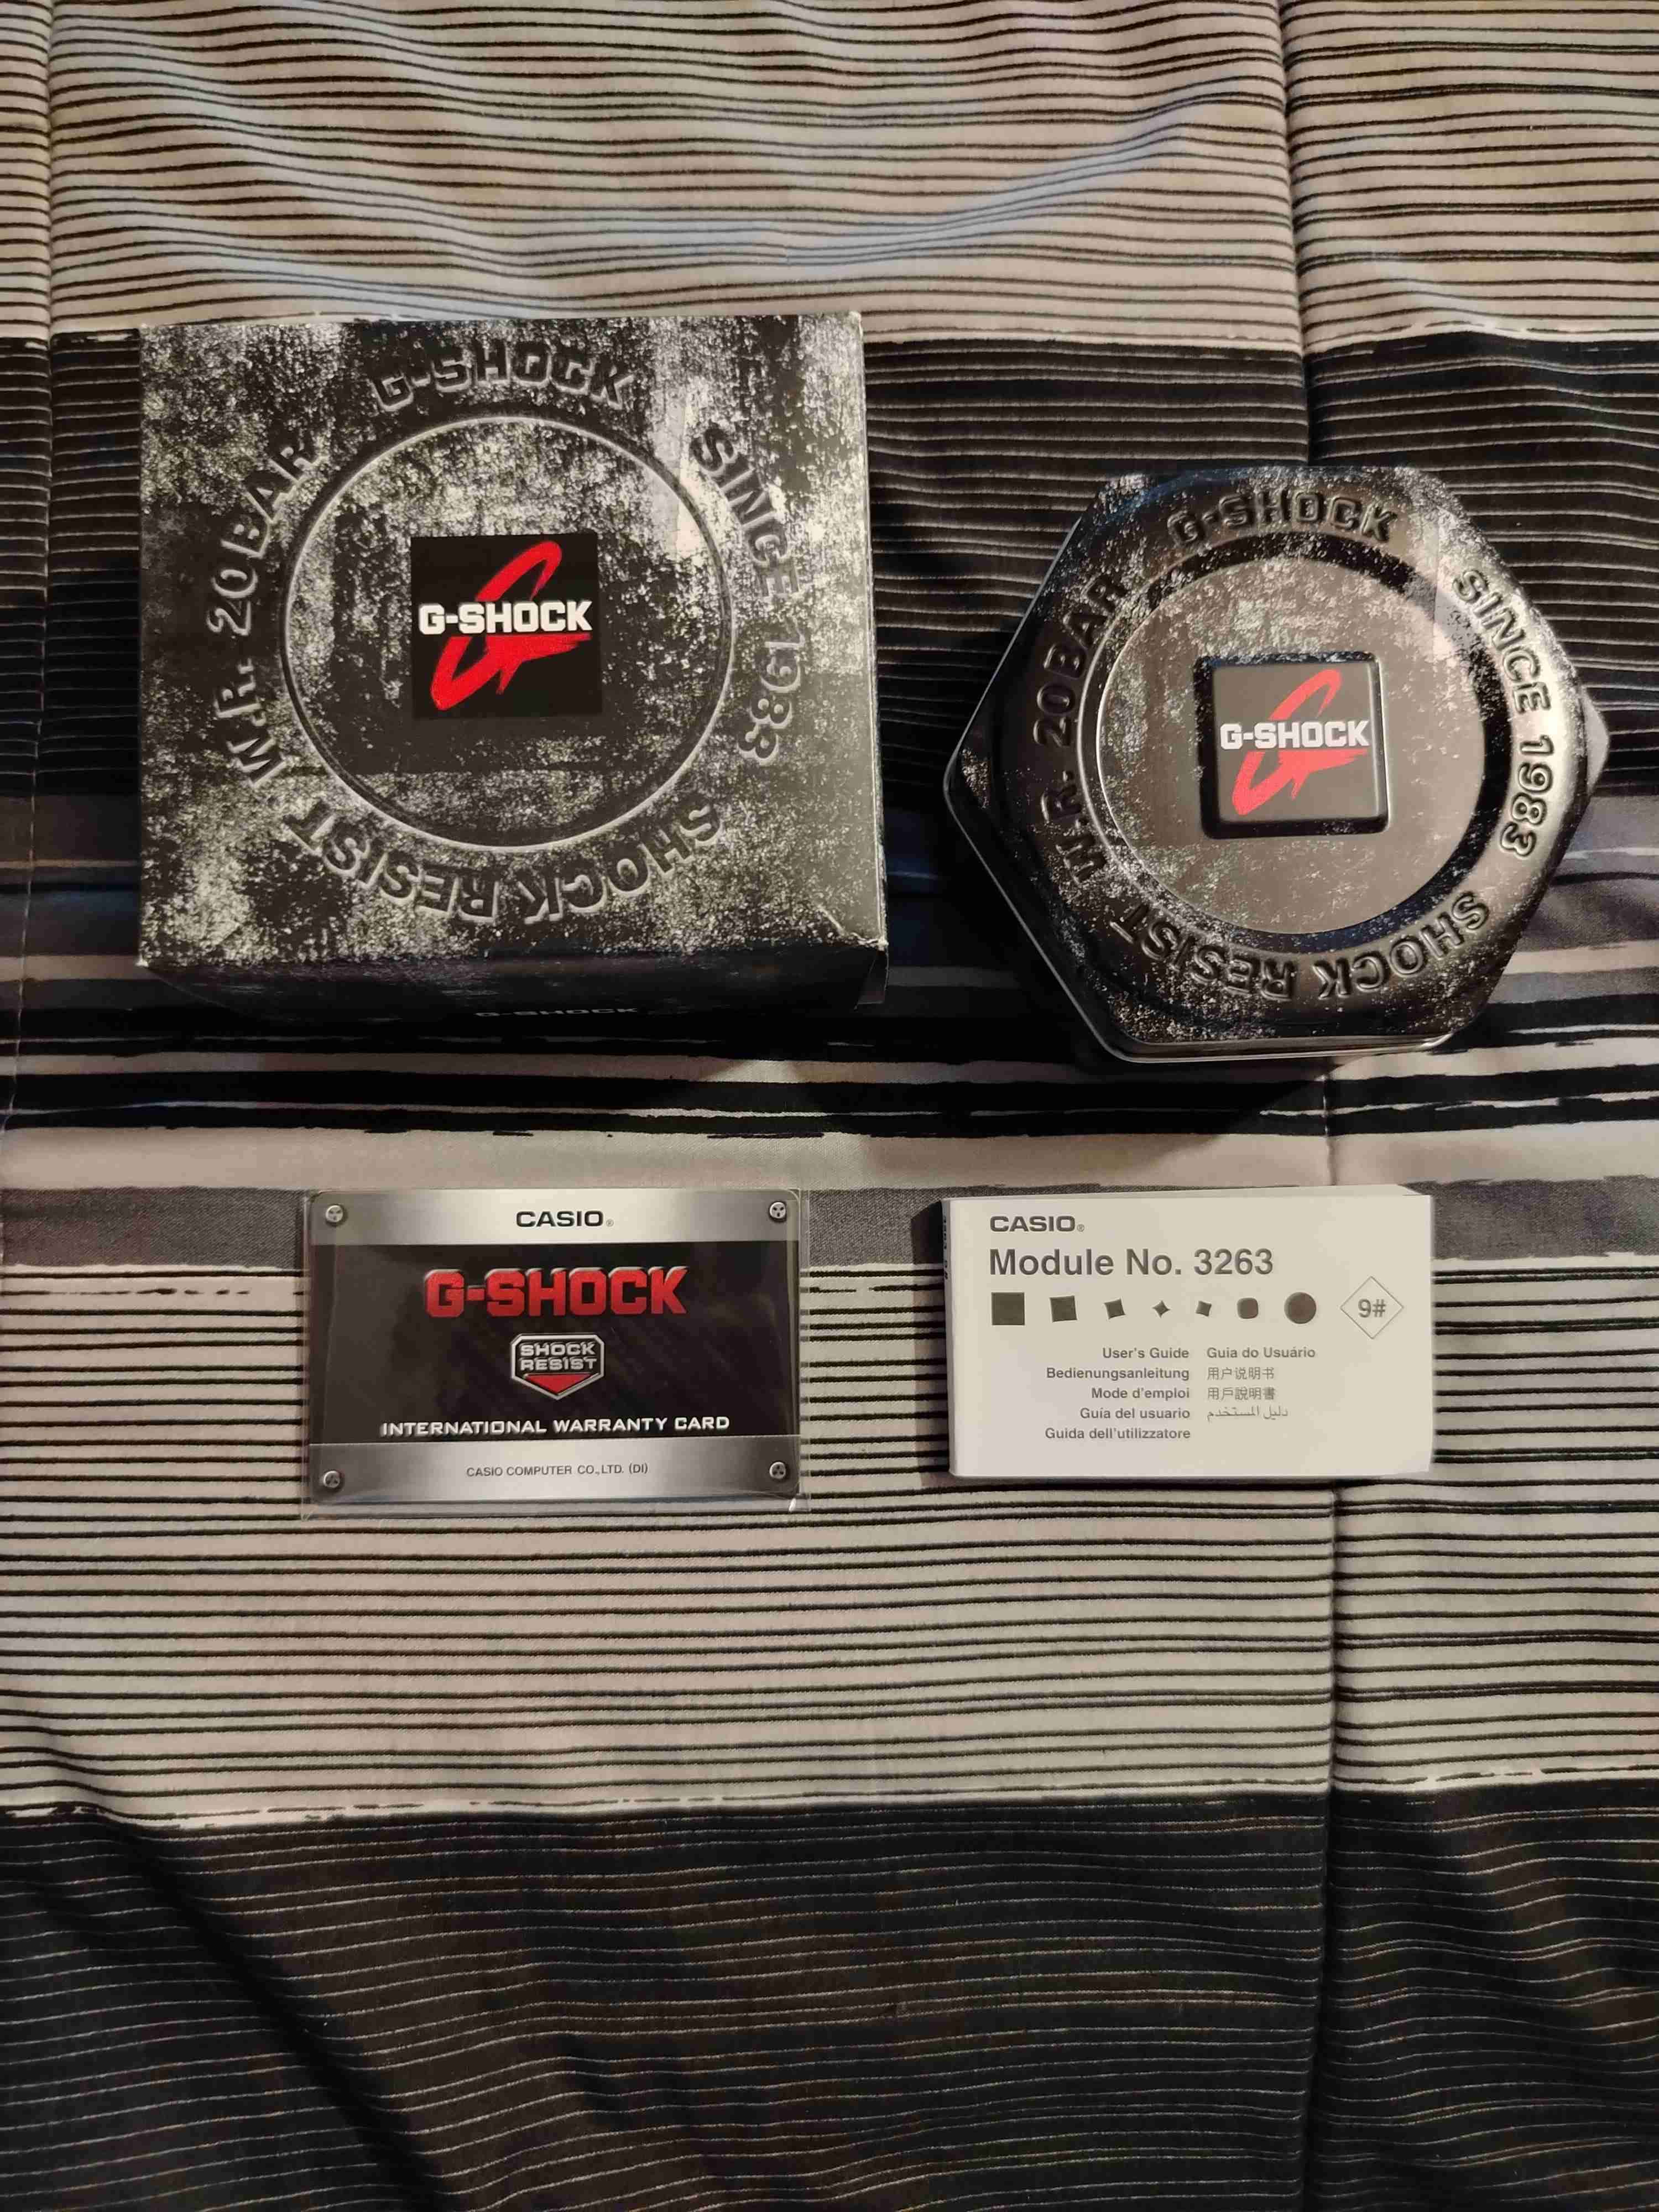 G-SHOCK
SINCE 1983
SHOCK RESIST
W.R. 20BAR
G-SHOCK
G-SHOCK
G-SHOCK
SINCE 1983
SHOCK RESIST
W.R. 20BAR
G-SHOCK
CASIO®
G-SHOCK
SHOCK
RESIST
INTERNATIONAL WARRANTY CARD
CASIO COMPUTER CO.,LTD. (DI)
CASIO®
Module No. 3263
9#
User's Guide Guia do Usuário
Bedienungsanleitung 用户说明书
Mode d'emploi 用戶說明書
Guía del usuario دليل المستخدم
Guida dell'utilizzatore